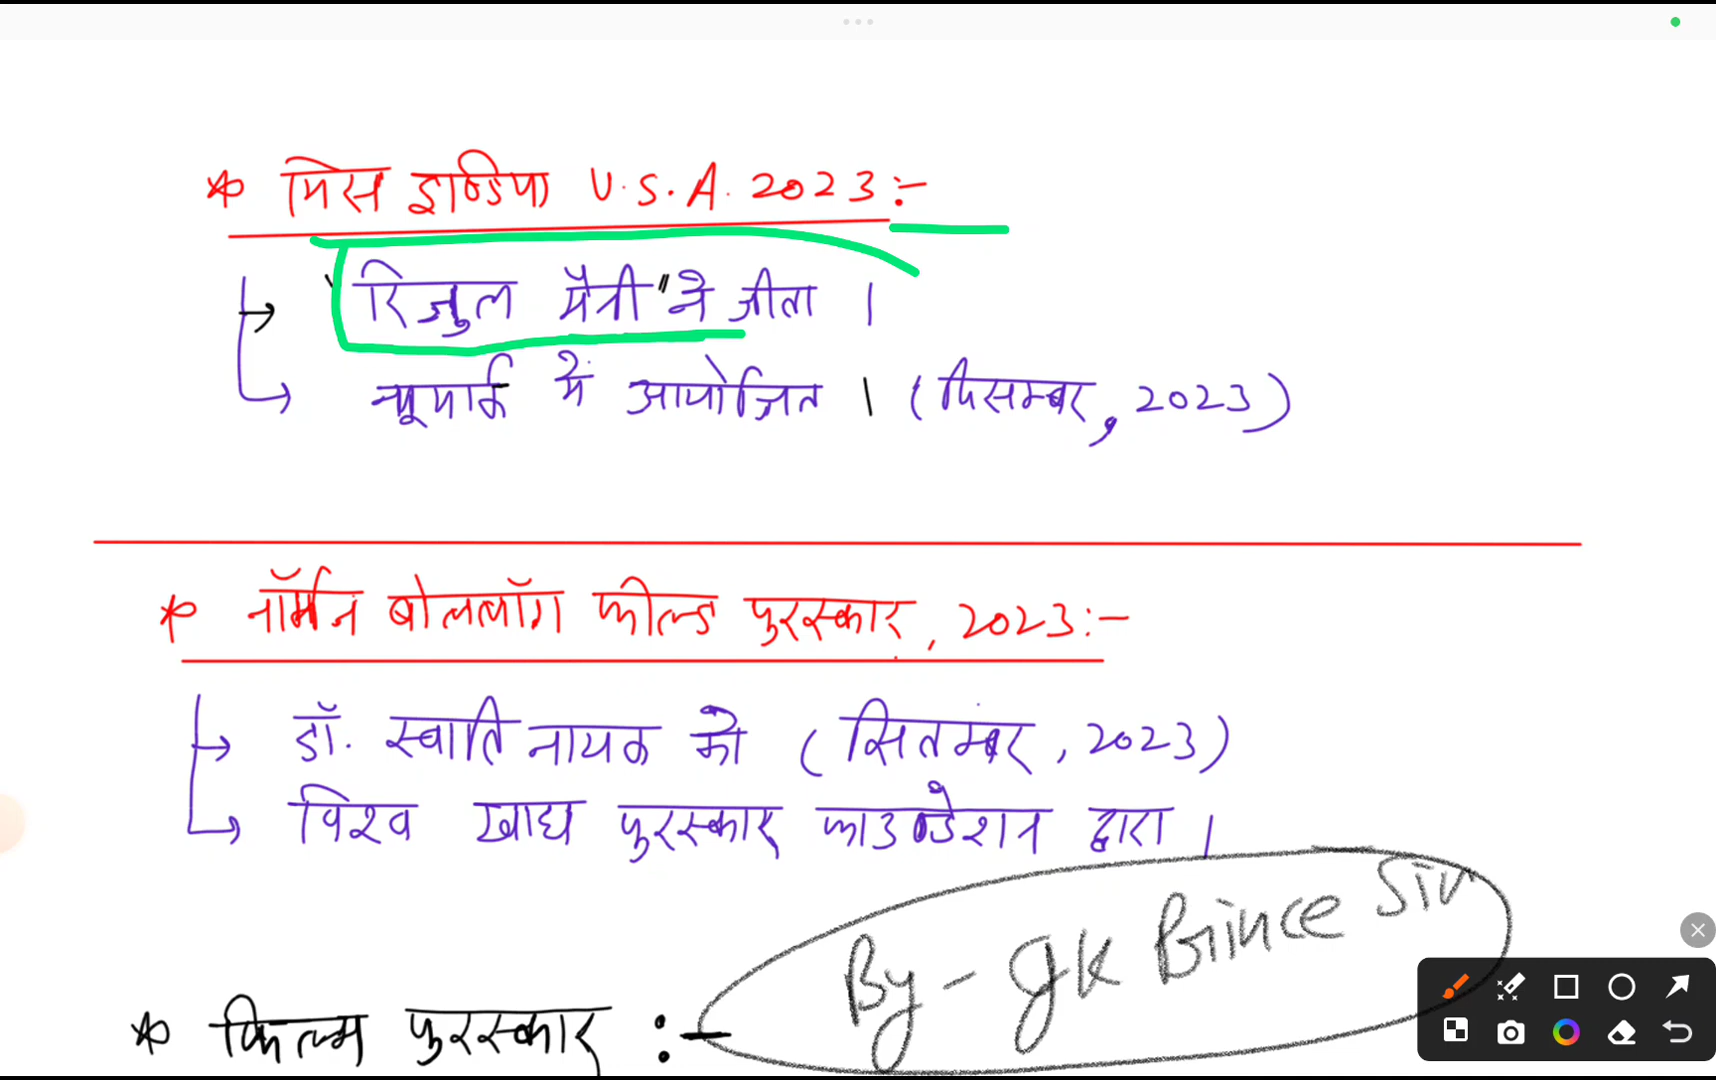 * मिस इण्डिया U.S.A. 2023 :-
"रिजुल मैनी" ने जीता ।
न्यूयार्क में आयोजित । (दिसम्बर, 2023)
* नॉर्मन बोललॉग फील्ड पुरस्कार, 2023 :-
डॉ. स्वाति नायक को (सितम्बर, 2023)
विश्व खाद्य पुरस्कार फाउण्डेशन द्वारा ।
By - GK Prince Sir
* फिल्म पुरस्कार :-